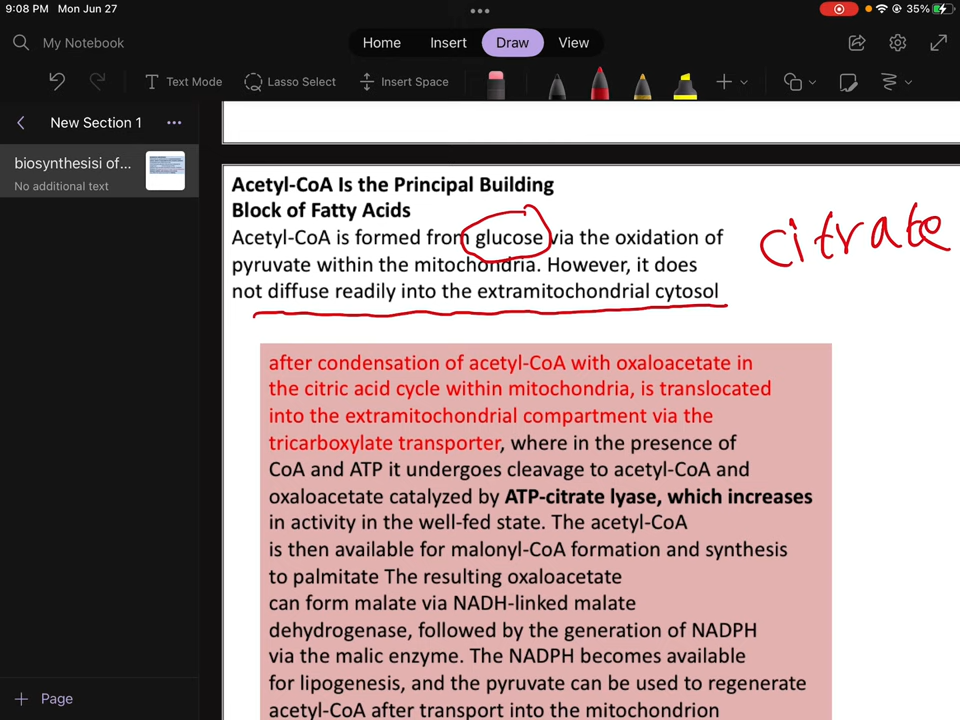 9:08 PM Mon Jun 27
35%
My Notebook
Home Insert Draw View
Text Mode Lasso Select Insert Space
New Section 1
biosynthesisi of...
No additional text
Page
Acetyl-CoA Is the Principal Building
Block of Fatty Acids
Acetyl-CoA is formed from glucose via the oxidation of
pyruvate within the mitochondria. However, it does
not diffuse readily into the extramitochondrial cytosol
citrate
after condensation of acetyl-CoA with oxaloacetate in
the citric acid cycle within mitochondria, is translocated
into the extramitochondrial compartment via the
tricarboxylate transporter, where in the presence of
CoA and ATP it undergoes cleavage to acetyl-CoA and
oxaloacetate catalyzed by ATP-citrate lyase, which increases
in activity in the well-fed state. The acetyl-CoA
is then available for malonyl-CoA formation and synthesis
to palmitate The resulting oxaloacetate
can form malate via NADH-linked malate
dehydrogenase, followed by the generation of NADPH
via the malic enzyme. The NADPH becomes available
for lipogenesis, and the pyruvate can be used to regenerate
acetyl-CoA after transport into the mitochondrion